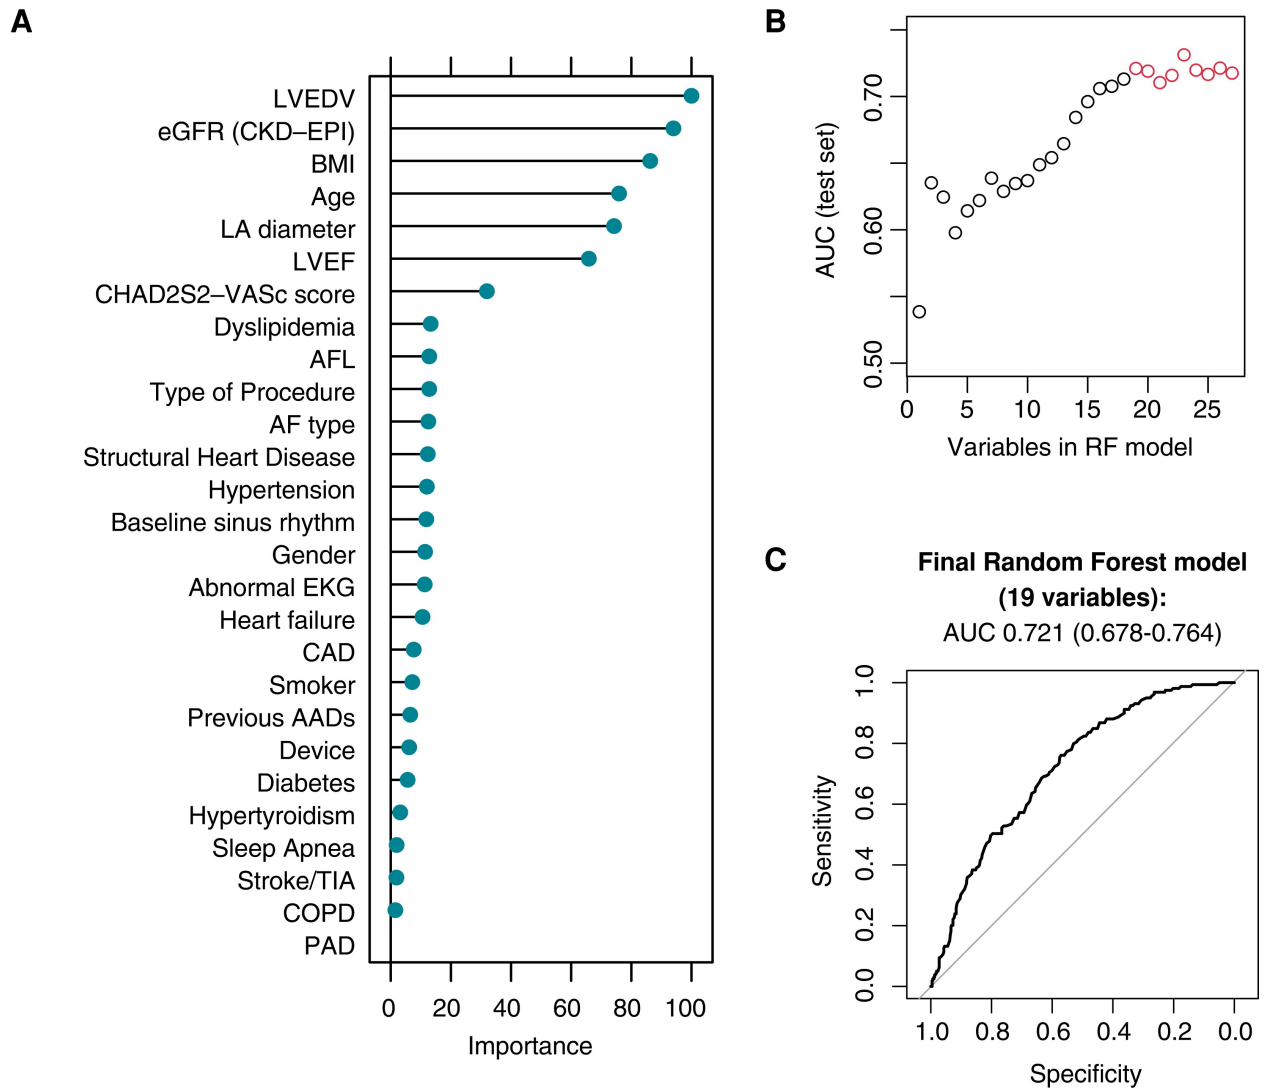 A
LVEDV
eGFR (CKD–EPI)
BMI
Age
LA diameter
LVEF
CHAD2S2–VASc score
Dyslipidemia
AFL
Type of Procedure
AF type
Structural Heart Disease
Hypertension
Baseline sinus rhythm
Gender
Abnormal EKG
Heart failure
CAD
Smoker
Previous AADs
Device
Diabetes
Hypertyroidism
Sleep Apnea
Stroke/TIA
COPD
PAD
0 20 40 60 80 100
Importance
B
AUC (test set)
0.70
0.60
0.50
0 5 10 15 20 25
Variables in RF model
C
Final Random Forest model
(19 variables):
AUC 0.721 (0.678-0.764)
Sensitivity
1.0
0.8
0.6
0.4
0.2
0.0
1.0 0.8 0.6 0.4 0.2 0.0
Specificity